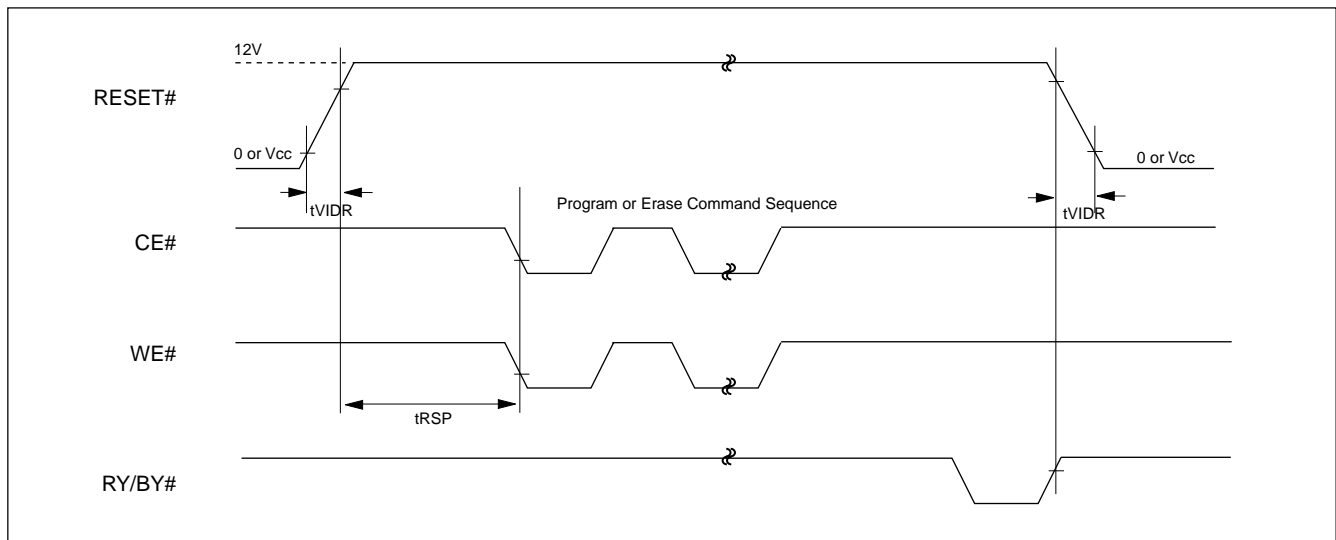 12V
RESET#
0 or Vcc
0 or Vcc
tVIDR
Program or Erase Command Sequence
tVIDR
CE#
WE#
tRSP
RY/BY#